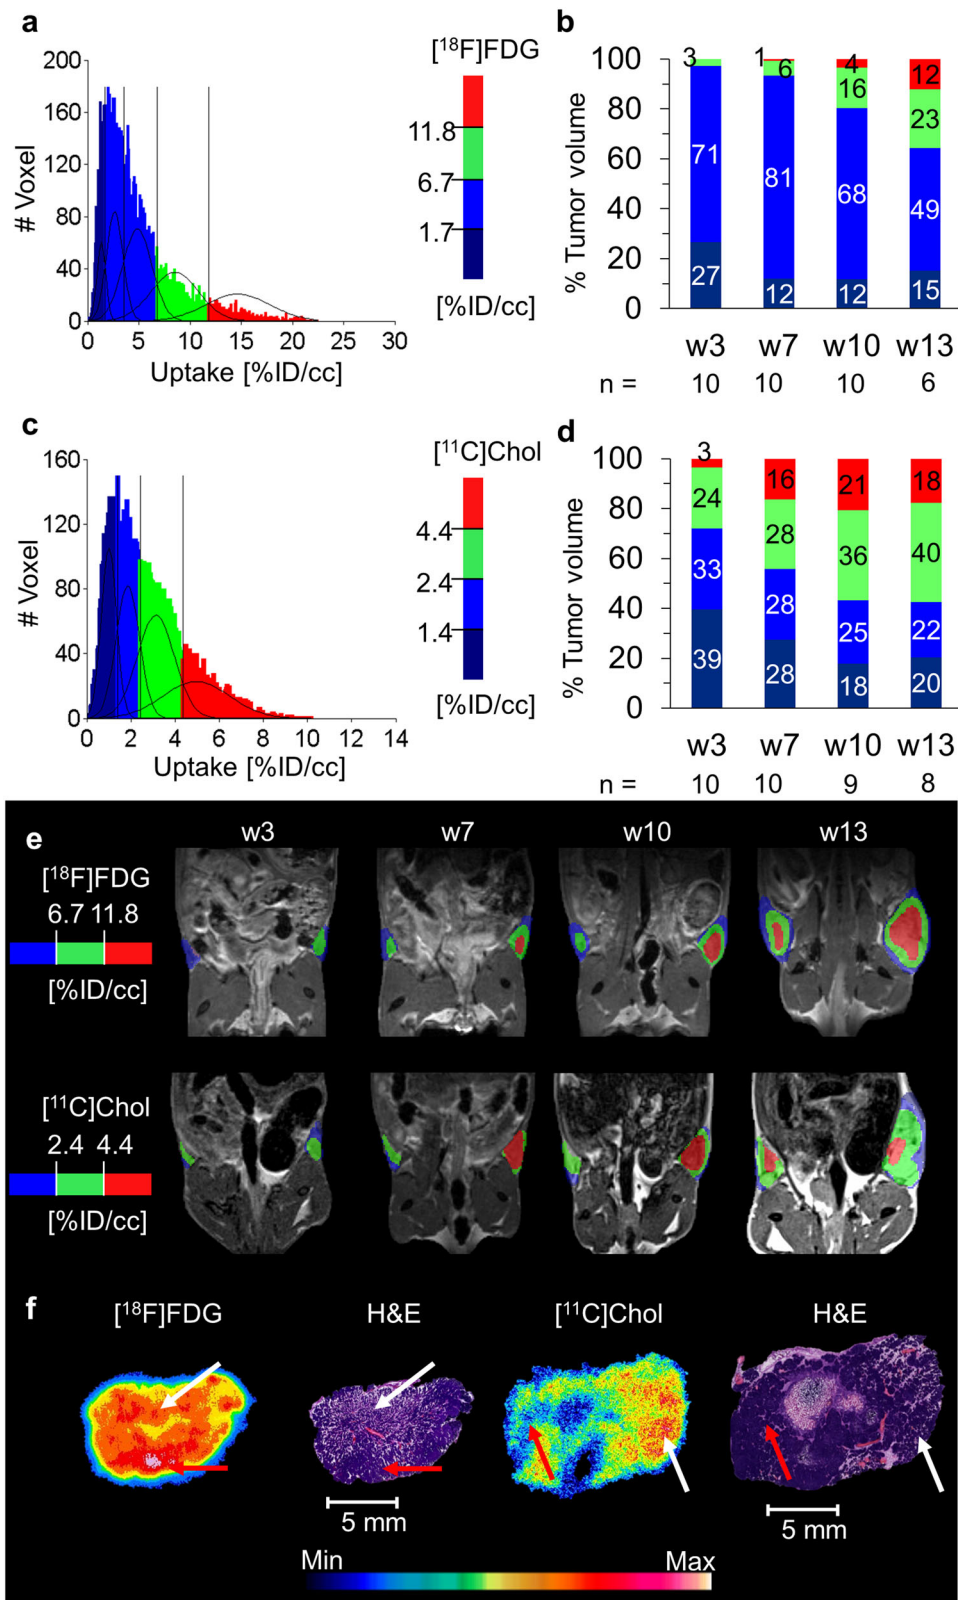 a
200
160
120
80
40
0
# Voxel
0 5 10 15 20 25 30
Uptake [%ID/cc]
[¹⁸F]FDG
11.8
6.7
1.7
[%ID/cc]
b
100
80
60
40
20
0
% Tumor volume
3 1 4 12
6 16 23
71 81 68 49
27 12 12 15
w3 w7 w10 w13
n = 10 10 10 6
c
160
120
80
40
0
# Voxel
0 2 4 6 8 10 12 14
Uptake [%ID/cc]
[¹¹C]Chol
4.4
2.4
1.4
[%ID/cc]
d
100
80
60
40
20
0
% Tumor volume
3 16 21 18
24 28 36 40
33 28 25 22
39 28 18 20
w3 w7 w10 w13
n = 10 10 9 8
e
w3 w7 w10 w13
[¹⁸F]FDG
6.7 11.8
[%ID/cc]
[¹¹C]Chol
2.4 4.4
[%ID/cc]
f
[¹⁸F]FDG H&E [¹¹C]Chol H&E
5 mm 5 mm
Min Max